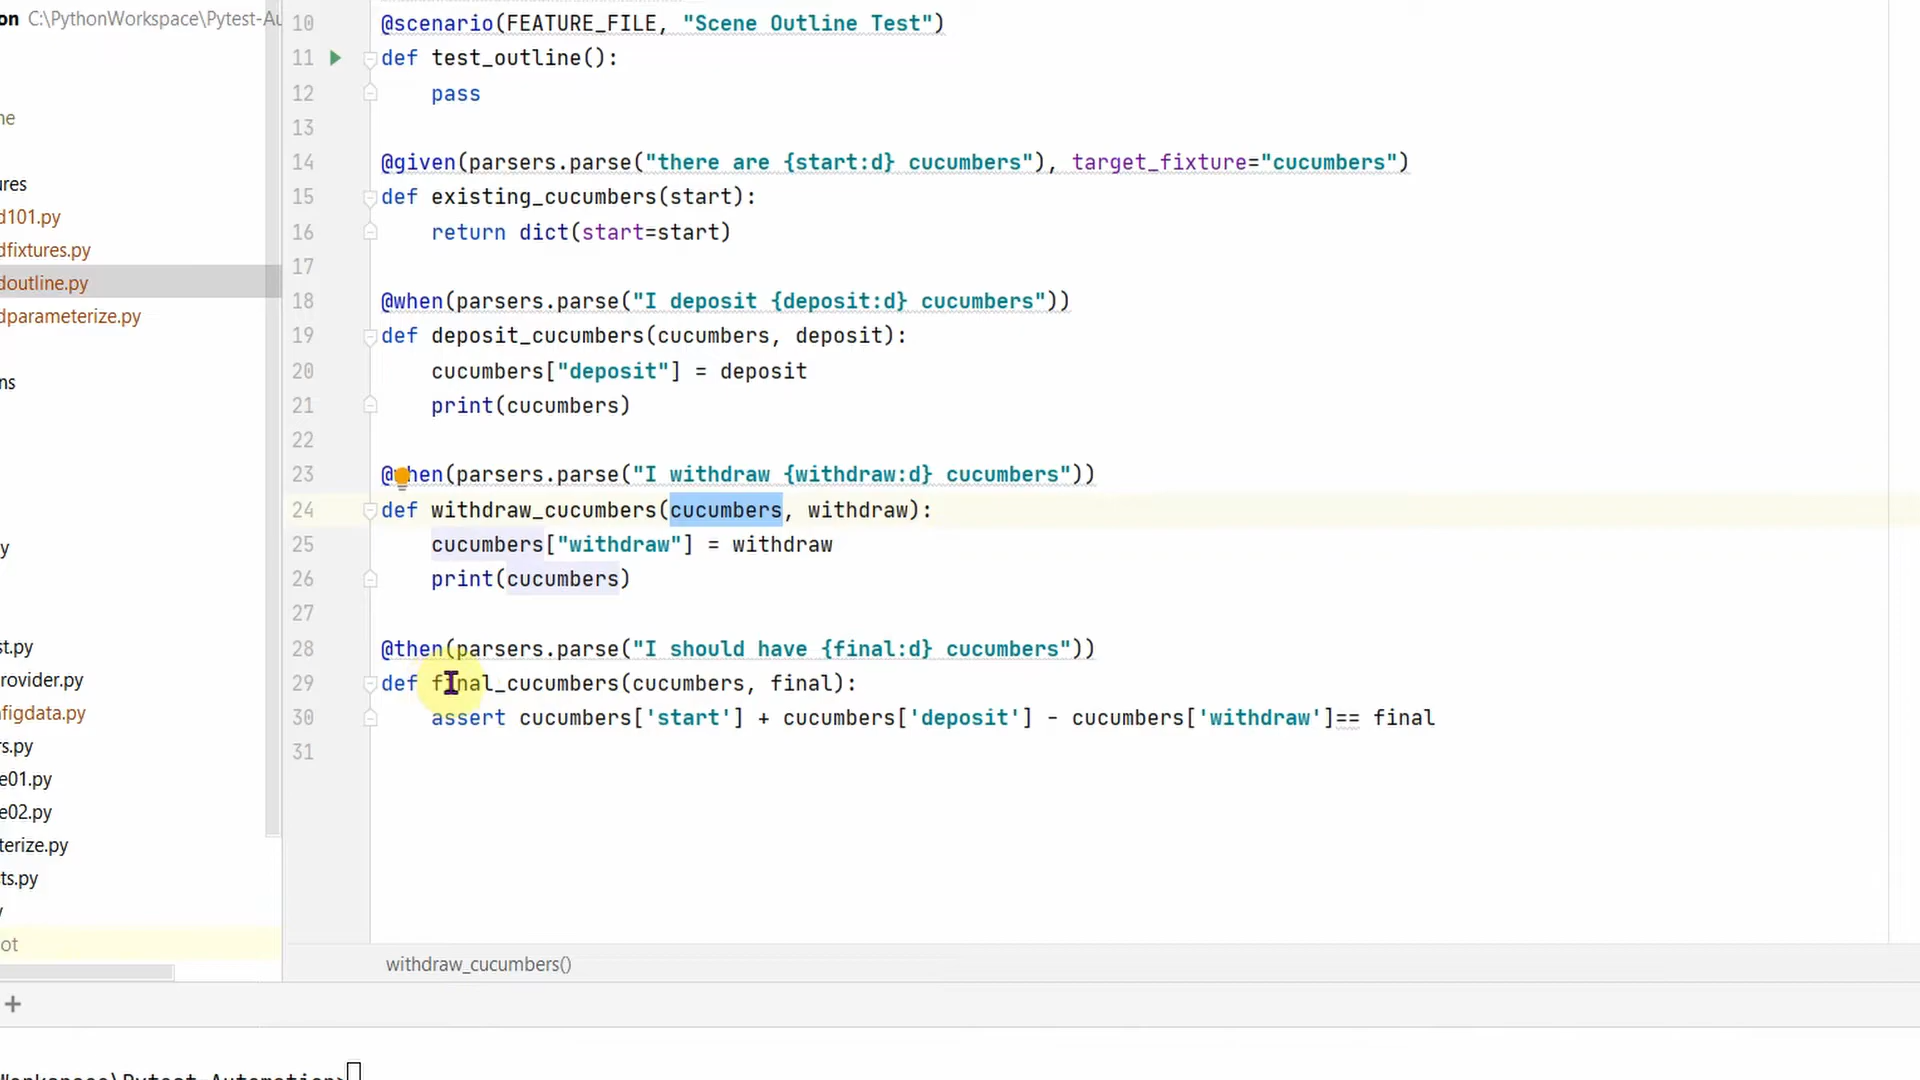 on C:\PythonWorkspace\Pytest-Au
ne
res
d101.py
dfixtures.py
doutline.py
dparameterize.py
ns
y
t.py
rovider.py
figdata.py
rs.py
e01.py
e02.py
terize.py
ts.py
ot
10 @scenario(FEATURE_FILE, "Scene Outline Test")
11 def test_outline():
12 pass
13
14 @given(parsers.parse("there are {start:d} cucumbers"), target_fixture="cucumbers")
15 def existing_cucumbers(start):
16 return dict(start=start)
17
18 @when(parsers.parse("I deposit {deposit:d} cucumbers"))
19 def deposit_cucumbers(cucumbers, deposit):
20 cucumbers["deposit"] = deposit
21 print(cucumbers)
22
23 @when(parsers.parse("I withdraw {withdraw:d} cucumbers"))
24 def withdraw_cucumbers(cucumbers, withdraw):
25 cucumbers["withdraw"] = withdraw
26 print(cucumbers)
27
28 @then(parsers.parse("I should have {final:d} cucumbers"))
29 def final_cucumbers(cucumbers, final):
30 assert cucumbers['start'] + cucumbers['deposit'] - cucumbers['withdraw']== final
31
withdraw_cucumbers()
+
Workspace\Pytest-Automation>